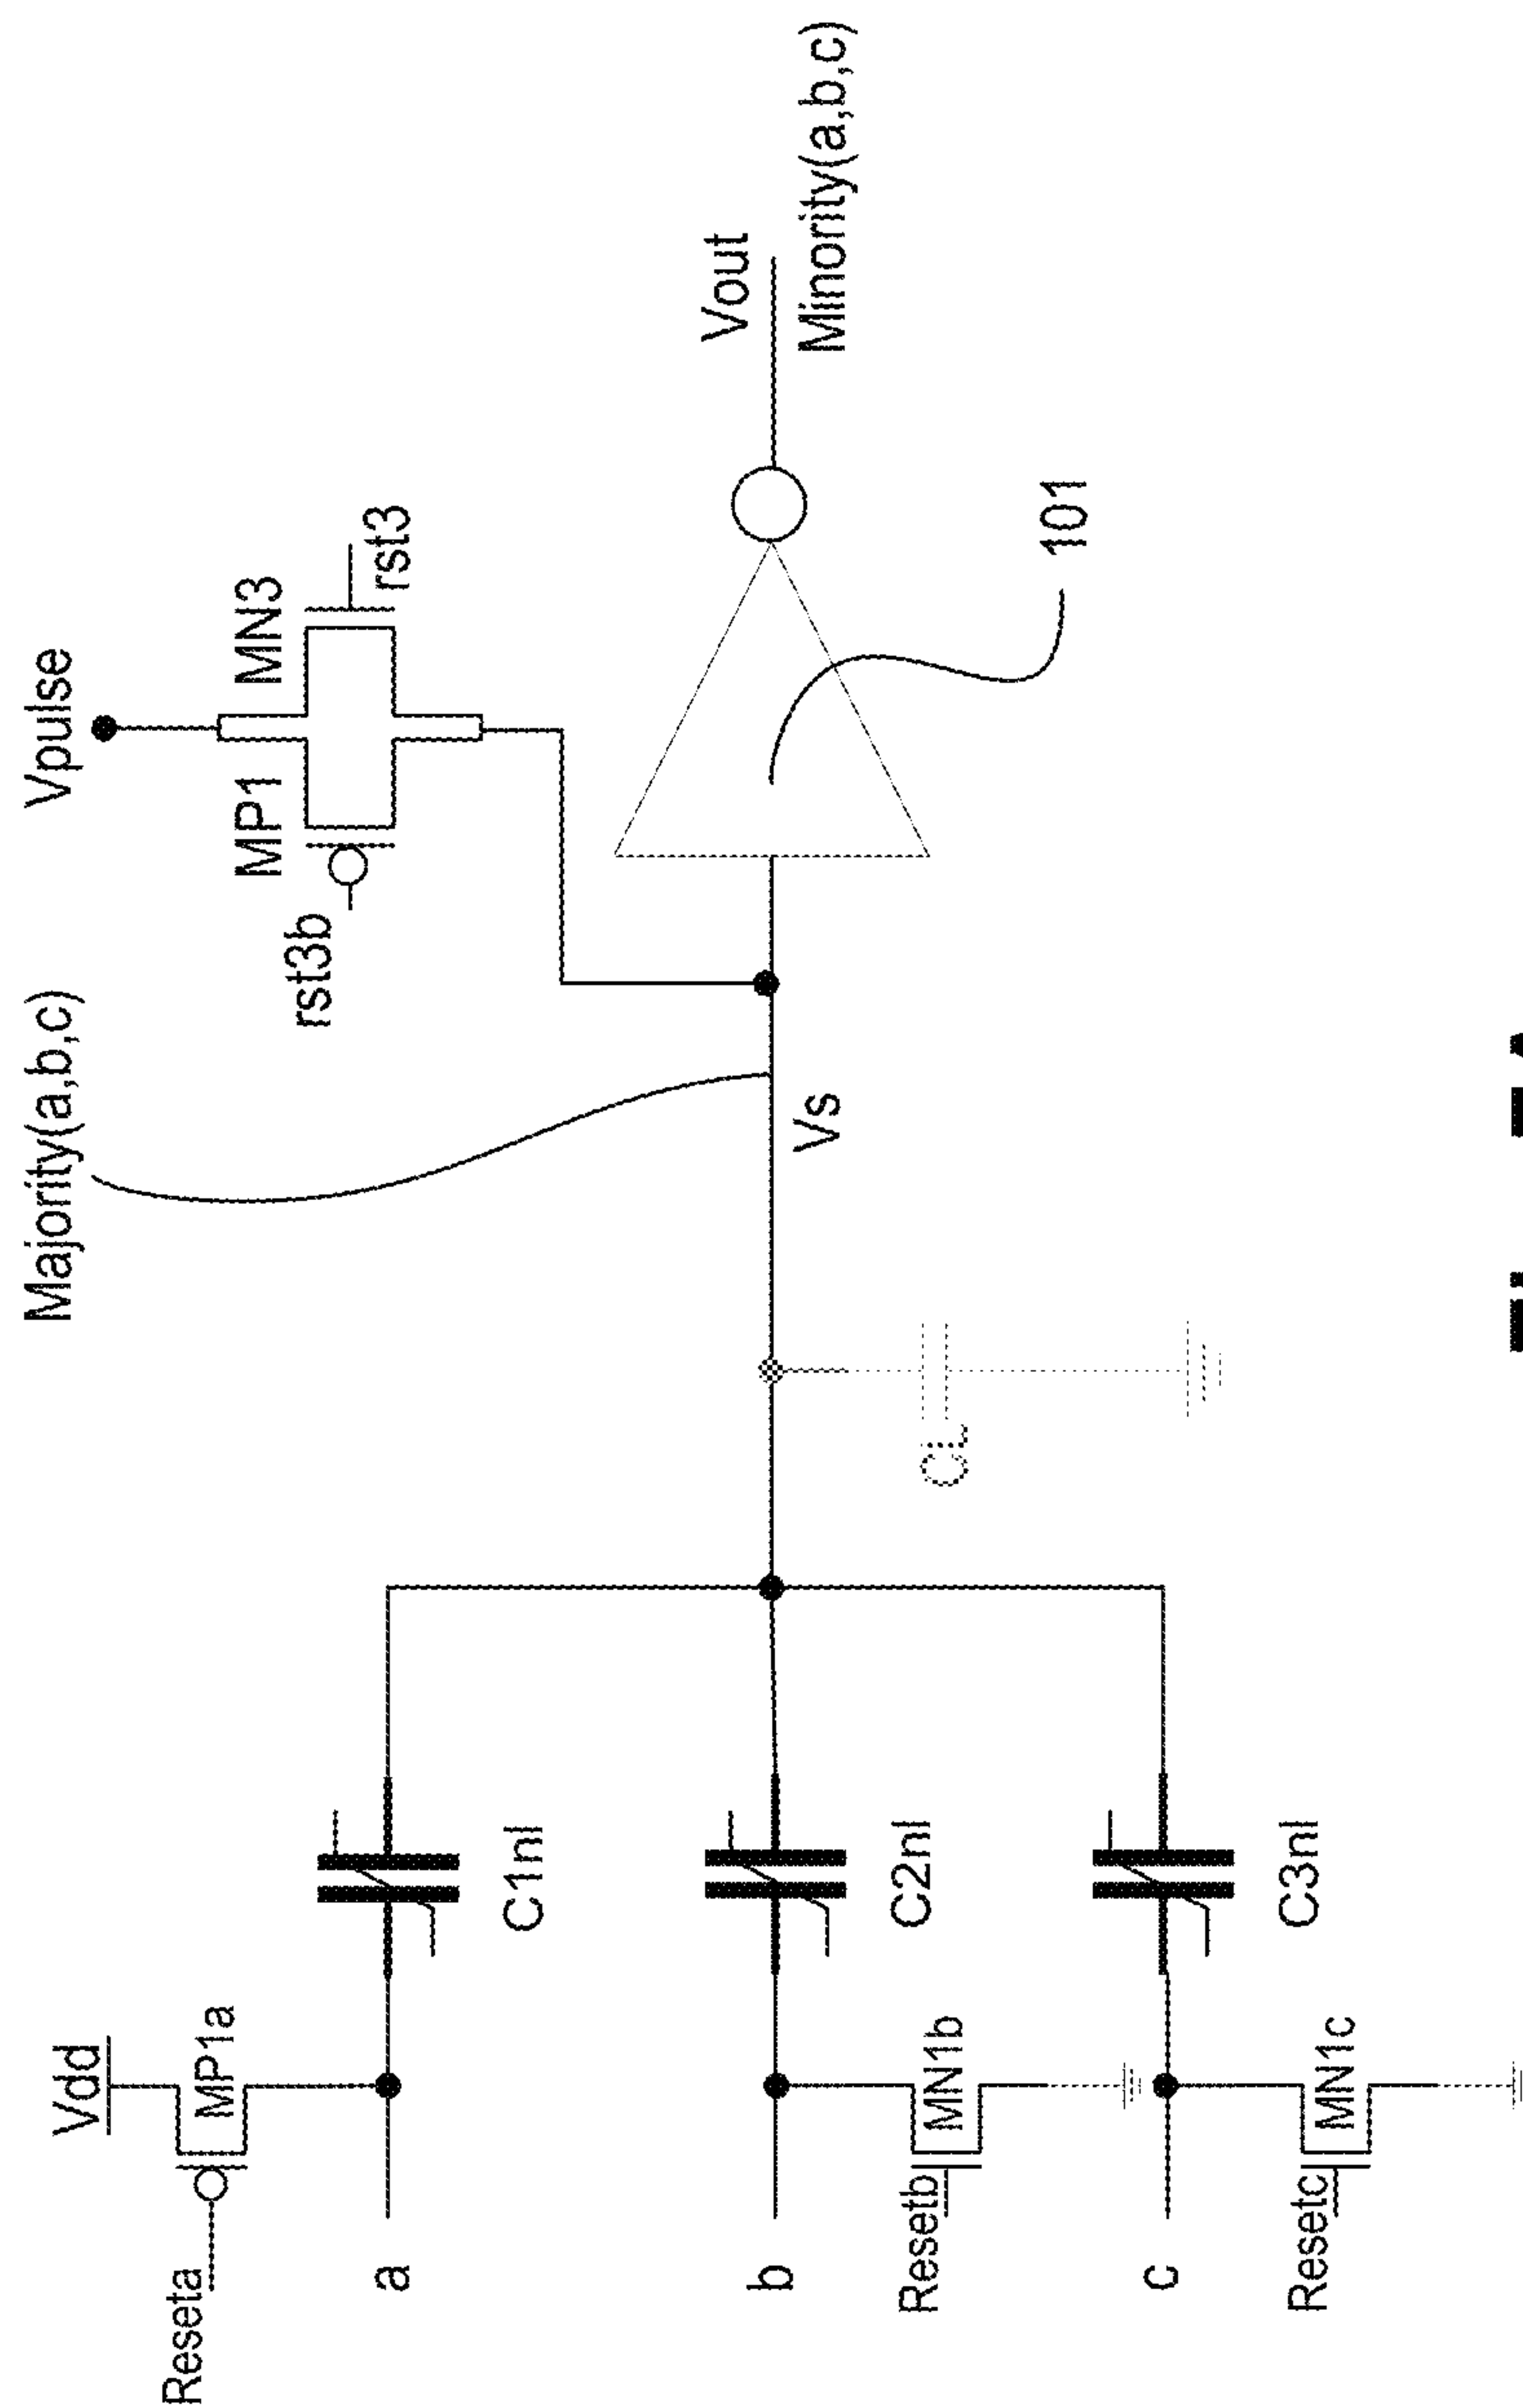 Majority(a,b,c)
Vpulse
Vdd
MP1
MN3
Reseta
MP1a
rst3b
rst3
a
C1nl
Vout
b
Vs
Minority(a,b,c)
C2nl
CL
Resetb
MN1b
101
c
C3nl
Resetc
MN1c